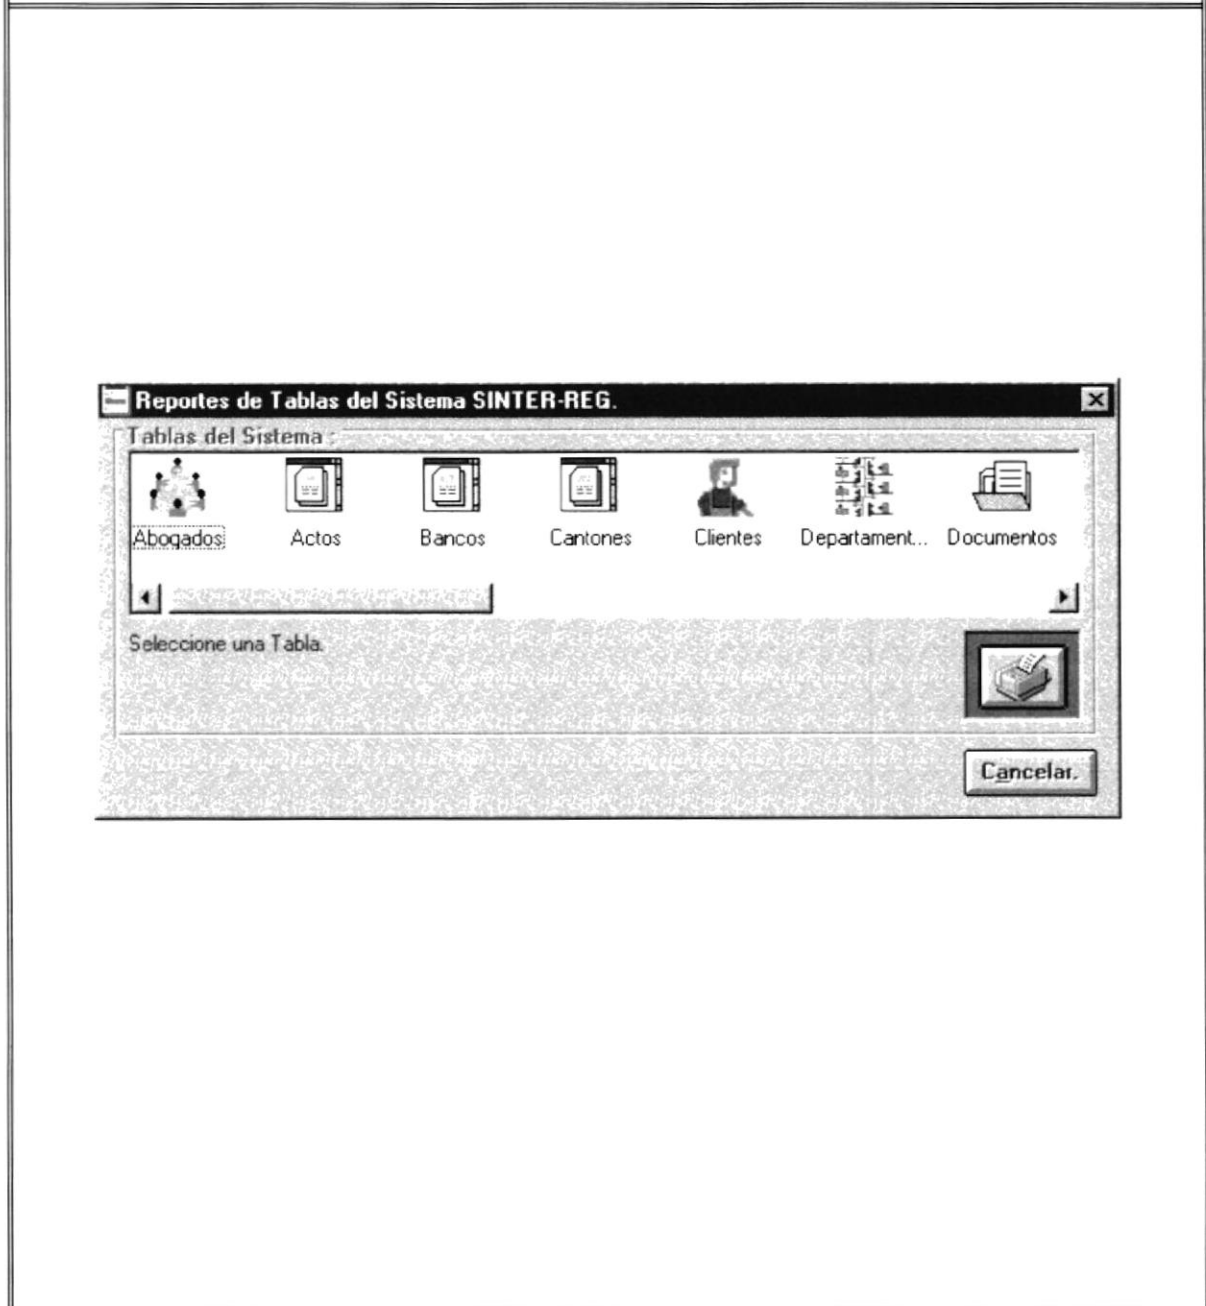 Reportes de Tablas del Sistema SINTER-REG.
Tablas del Sistema :
Abogados Actos Bancos Cantones Clientes Departament... Documentos
Seleccione una Tabla.
Cancelar.